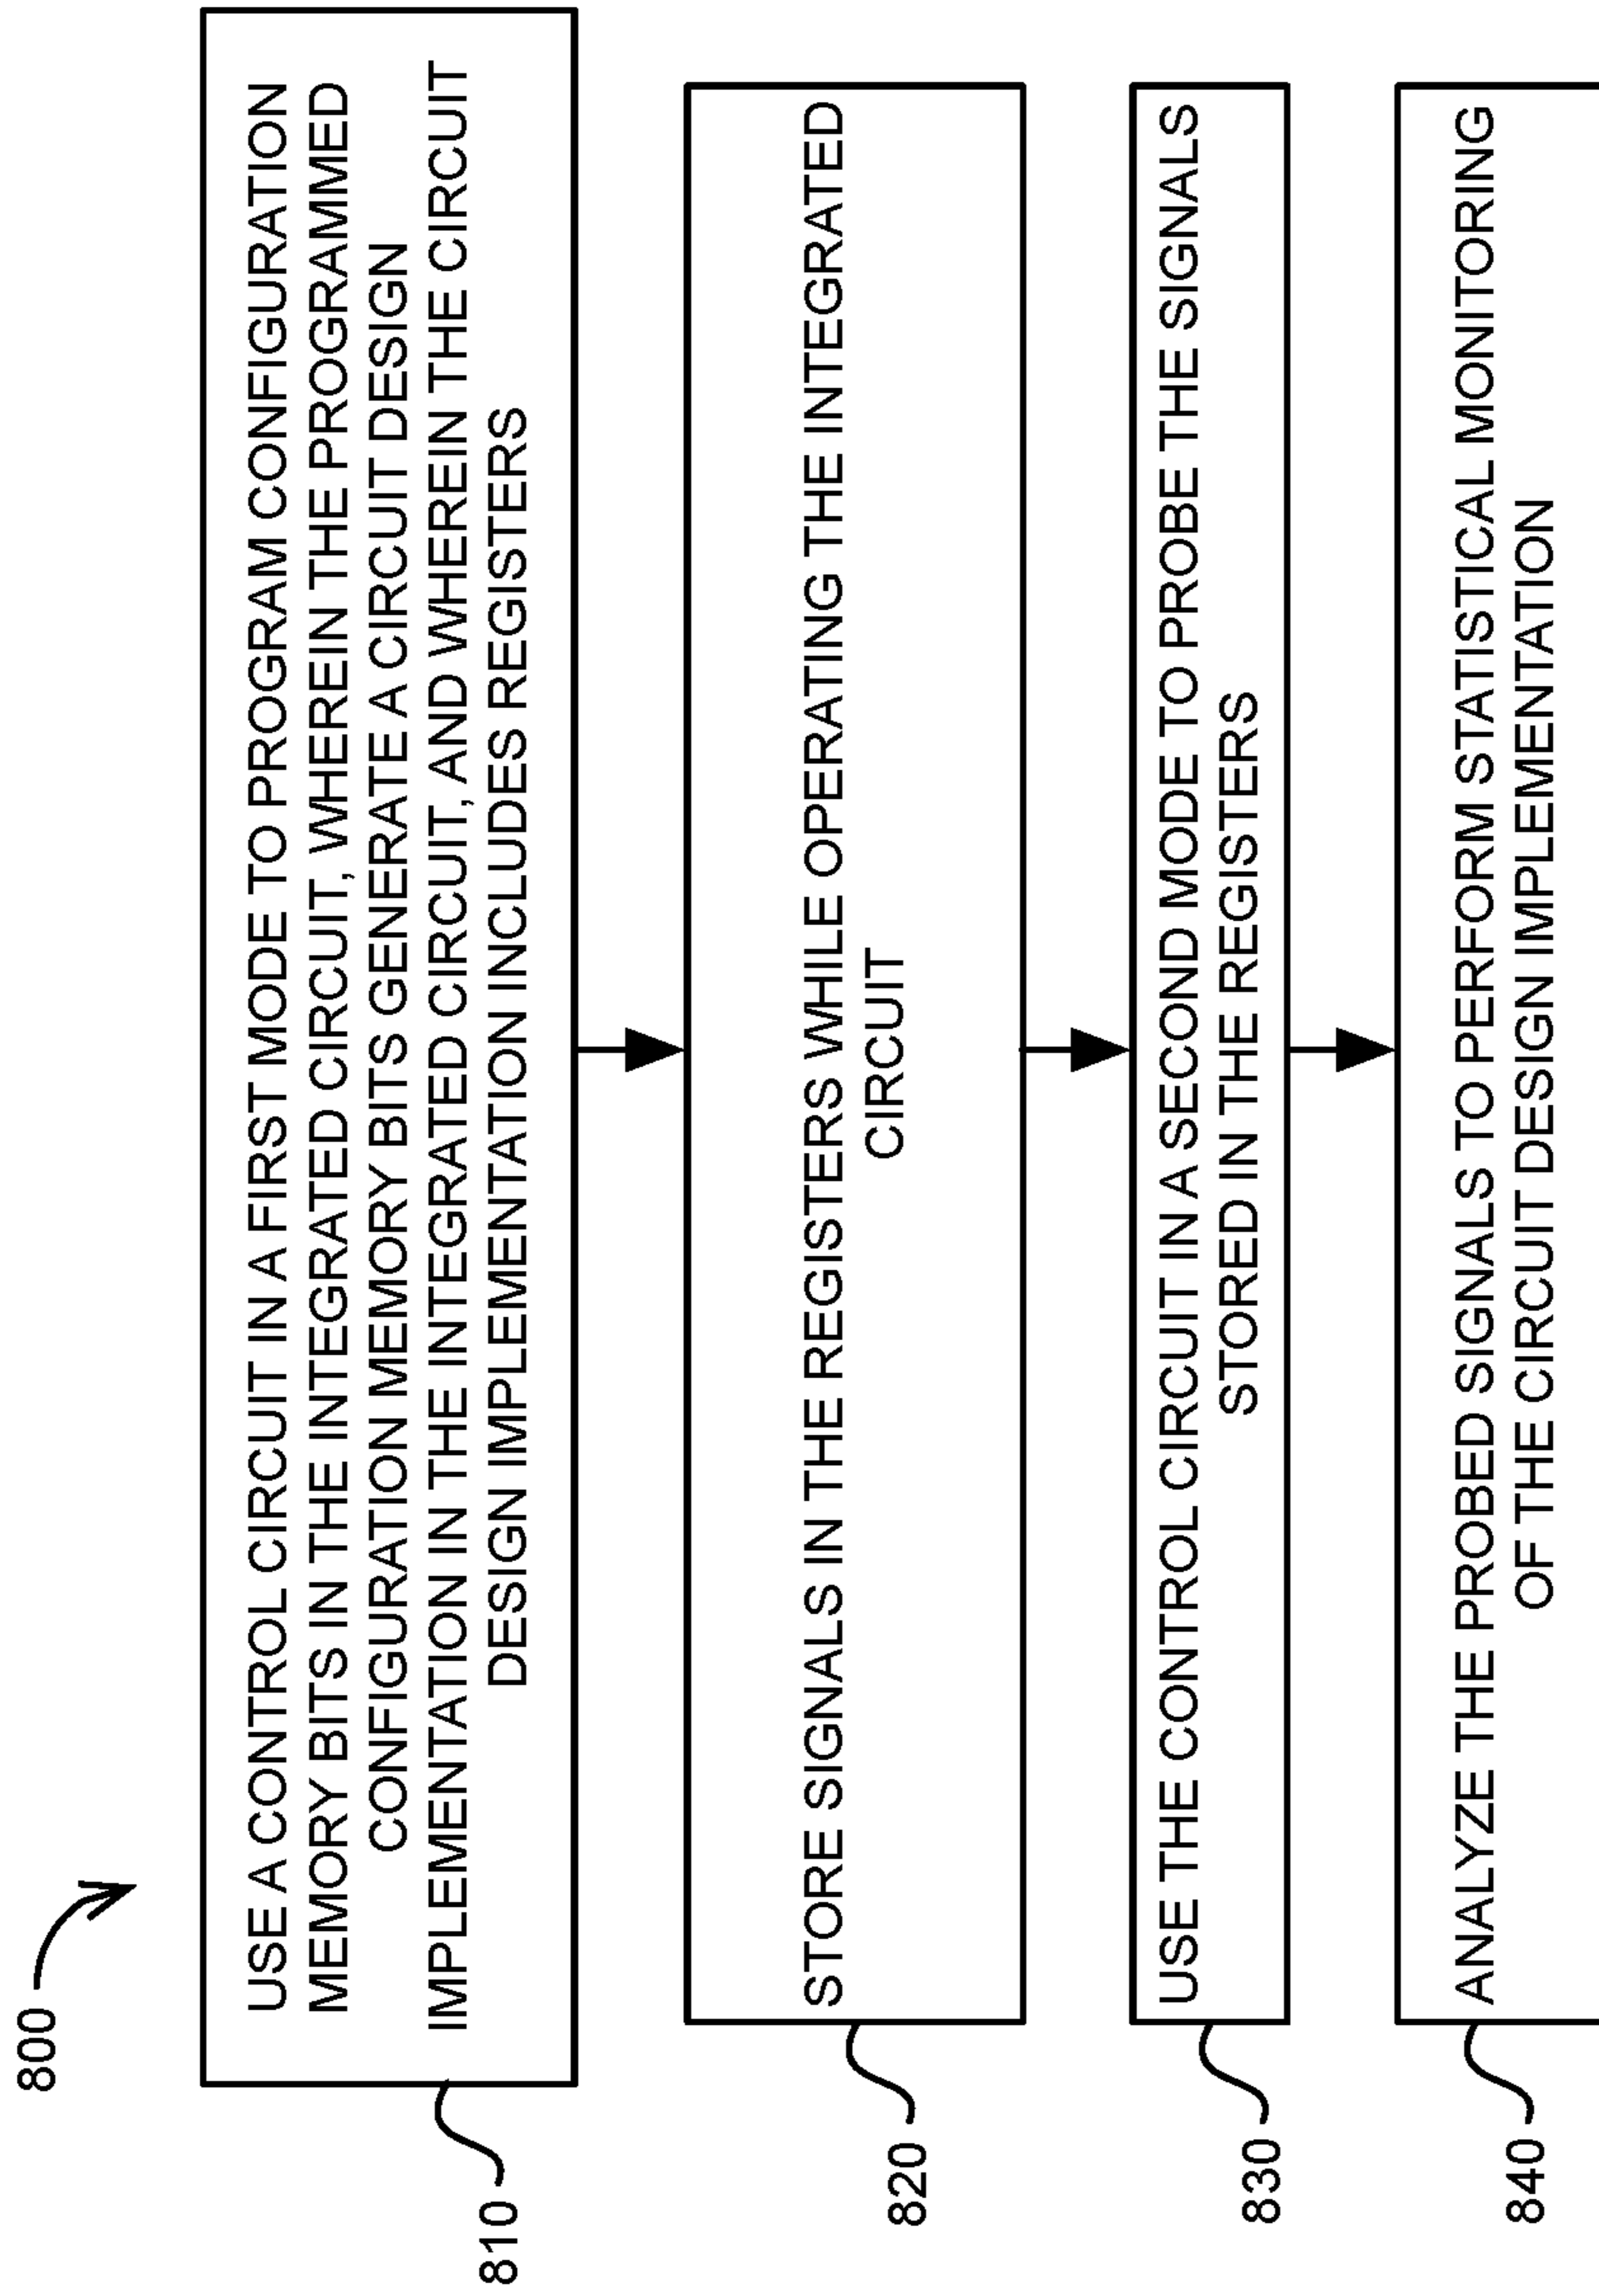 800
810
USE A CONTROL CIRCUIT IN A FIRST MODE TO PROGRAM CONFIGURATION
MEMORY BITS IN THE INTEGRATED CIRCUIT, WHEREIN THE PROGRAMMED
CONFIGURATION MEMORY BITS GENERATE A CIRCUIT DESIGN
IMPLEMENTATION IN THE INTEGRATED CIRCUIT, AND WHEREIN THE CIRCUIT
DESIGN IMPLEMENTATION INCLUDES REGISTERS
820
STORE SIGNALS IN THE REGISTERS WHILE OPERATING THE INTEGRATED
CIRCUIT
830
USE THE CONTROL CIRCUIT IN A SECOND MODE TO PROBE THE SIGNALS
STORED IN THE REGISTERS
840
ANALYZE THE PROBED SIGNALS TO PERFORM STATISTICAL MONITORING
OF THE CIRCUIT DESIGN IMPLEMENTATION